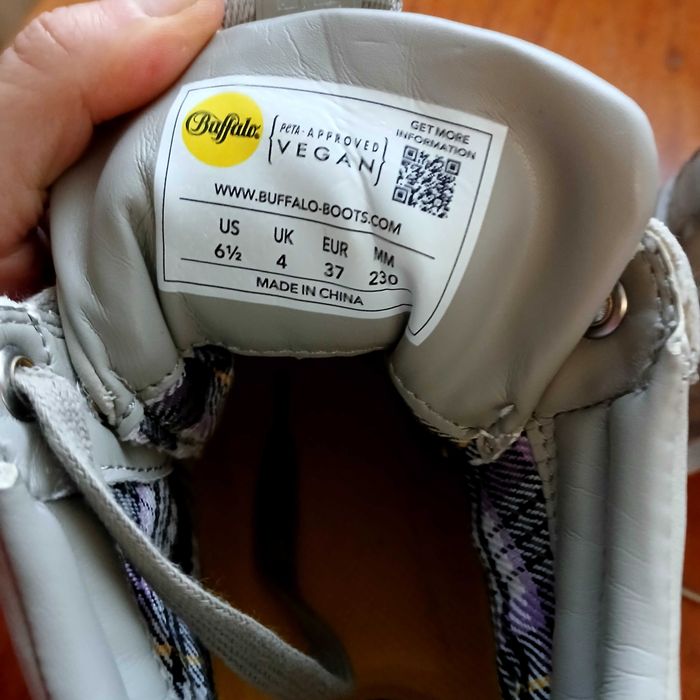 Buffalo
PETA-APPROVED
VEGAN
GET MORE
INFORMATION
WWW.BUFFALO-BOOTS.COM
US UK EUR MM
6½ 4 37 230
MADE IN CHINA